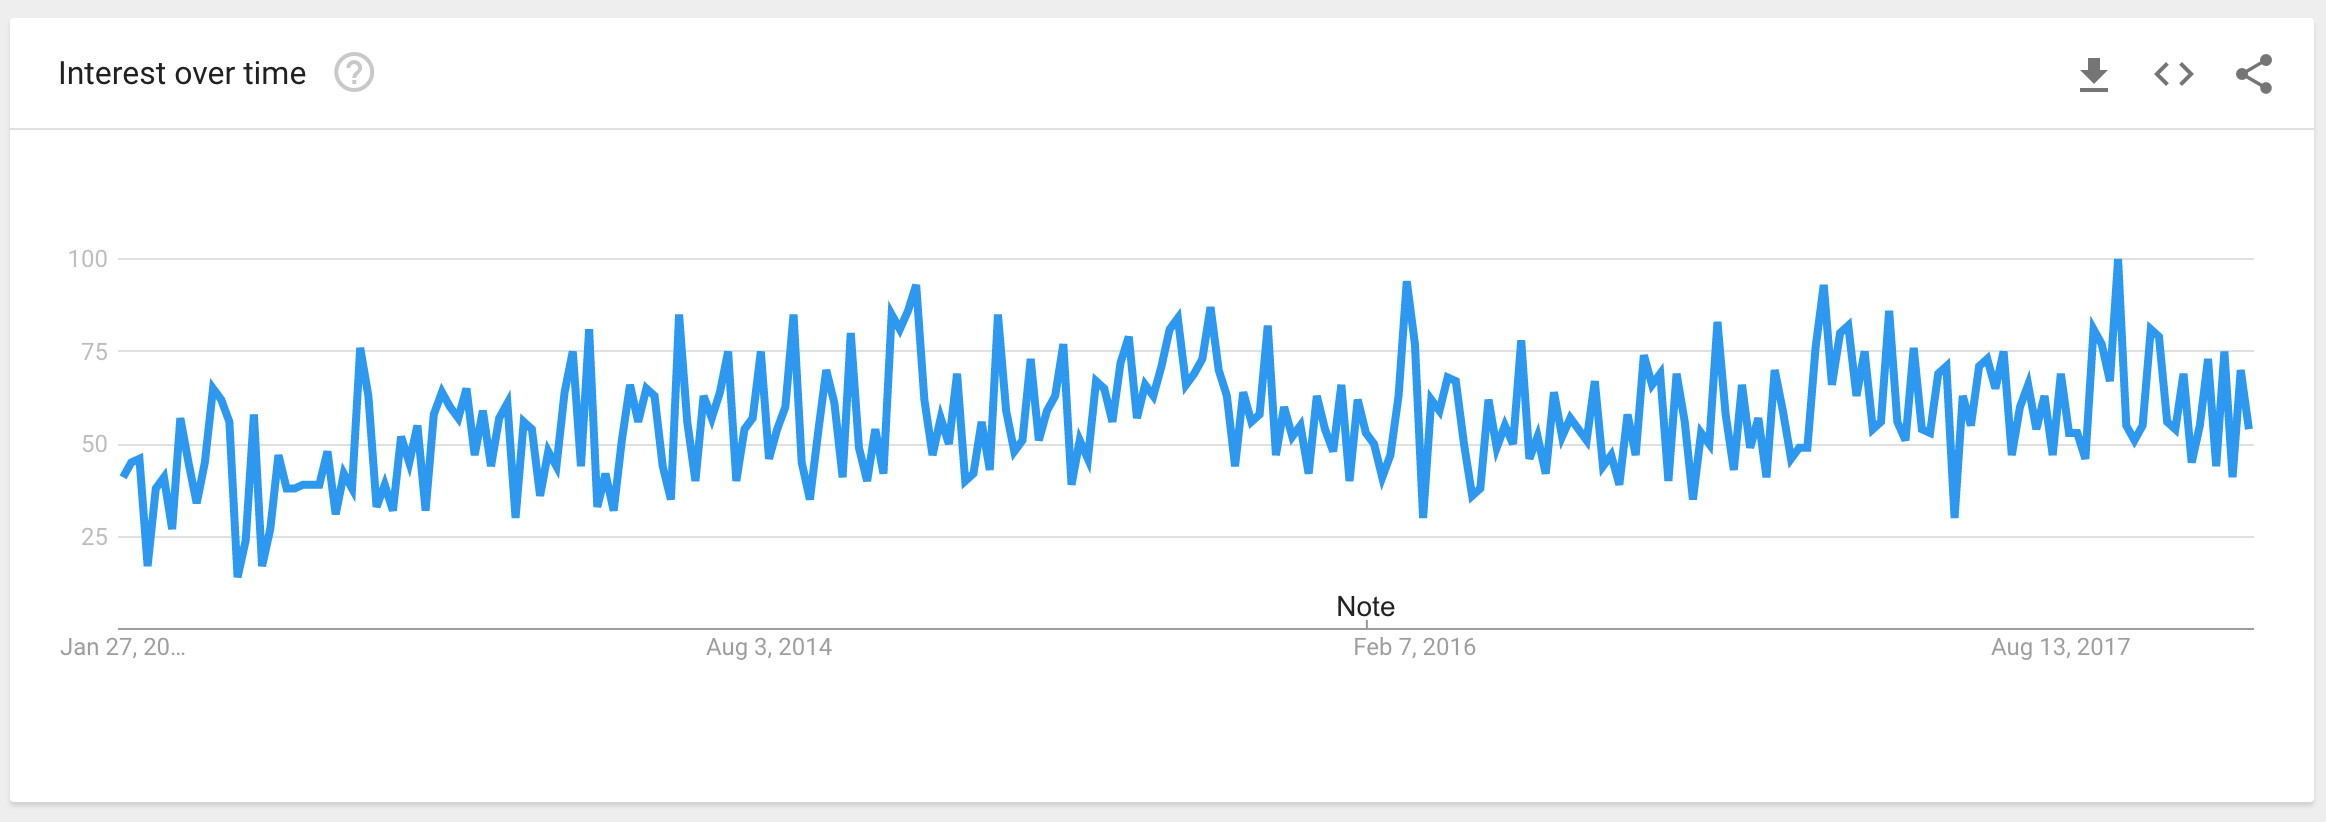 Interest over time ?
100
75
50
25
Note
Jan 27, 20... Aug 3, 2014 Feb 7, 2016 Aug 13, 2017